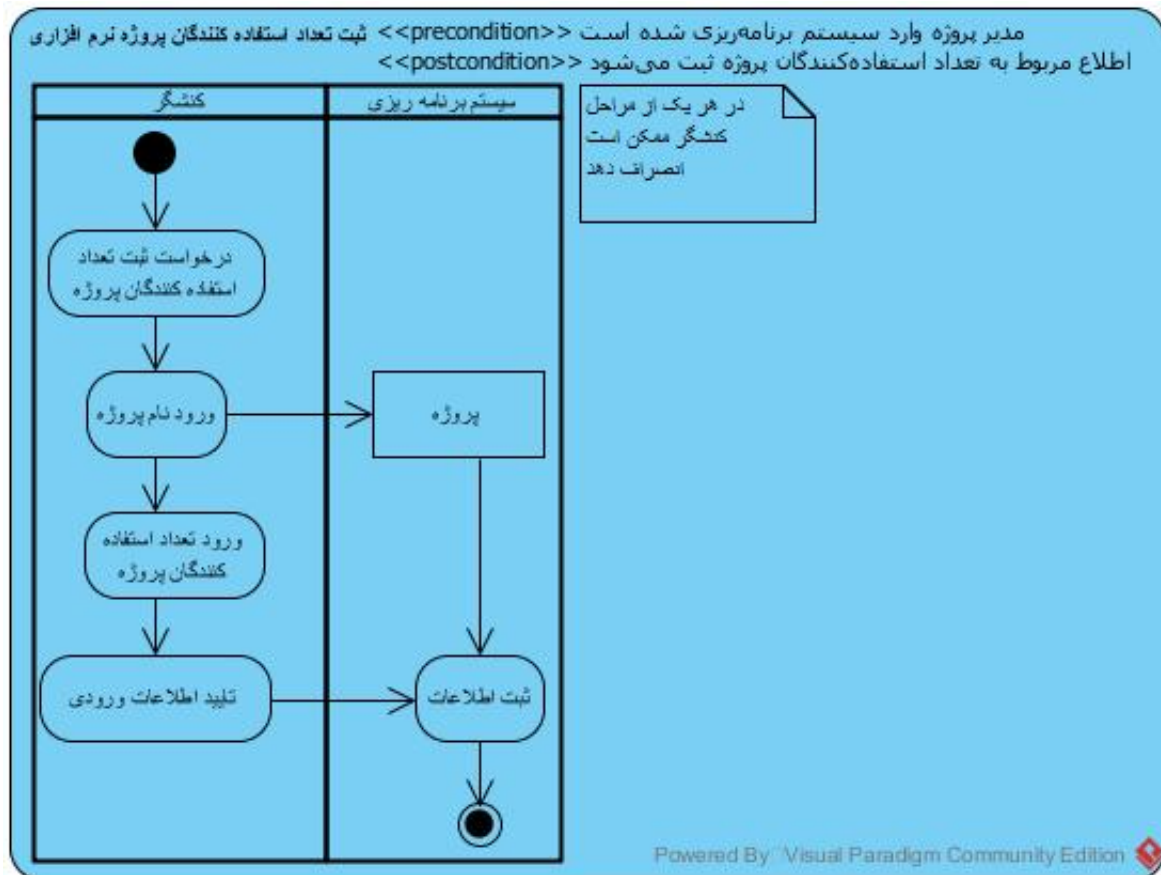 ثبت تعداد استفاده کنندگان پروژه نرم افزاری <<precondition>> مدیر پروژه وارد سیستم برنامه‌ریزی شده است
<<postcondition>> اطلاع مربوط به تعداد استفاده‌کنندگان پروژه ثبت می‌شود
کنشگر
سیستم برنامه ریزی
در هر یک از مراحل
کنشگر ممکن است
انصراف دهد
درخواست ثبت تعداد
استفاده کنندگان پروژه
ورود نام پروژه
پروژه
ورود تعداد استفاده
کنندگان پروژه
تایید اطلاعات ورودی
ثبت اطلاعات
Powered By Visual Paradigm Community Edition